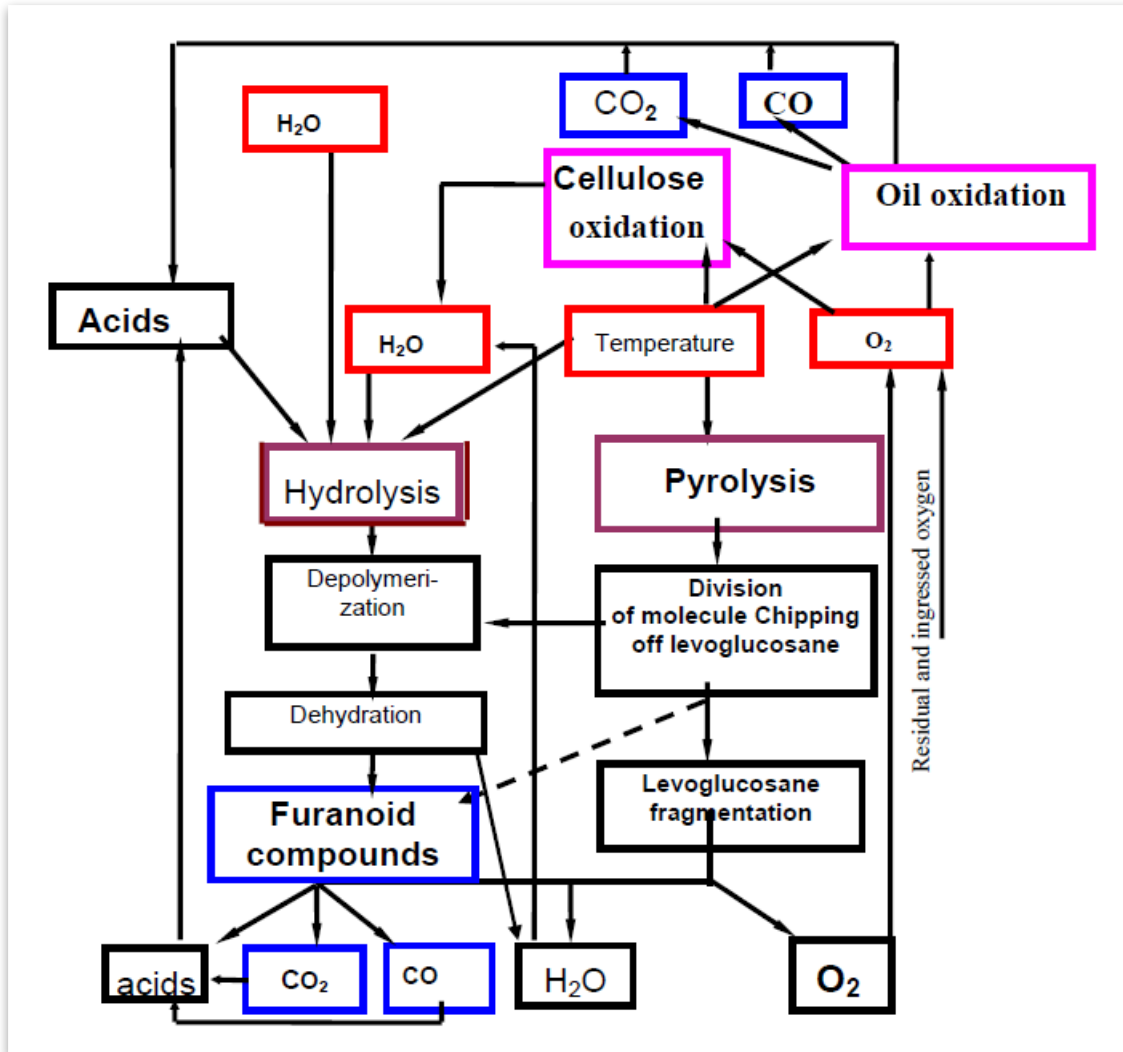 CO₂
CO
H₂O
Cellulose
oxidation
Oil oxidation
Acids
H₂O
Temperature
O₂
Hydrolysis
Pyrolysis
Residual and ingressed oxygen
Depolymeri-
zation
Division
of molecule Chipping
off levoglucosane
Dehydration
Levoglucosane
fragmentation
Furanoid
compounds
acids
CO₂
CO
H₂O
O₂